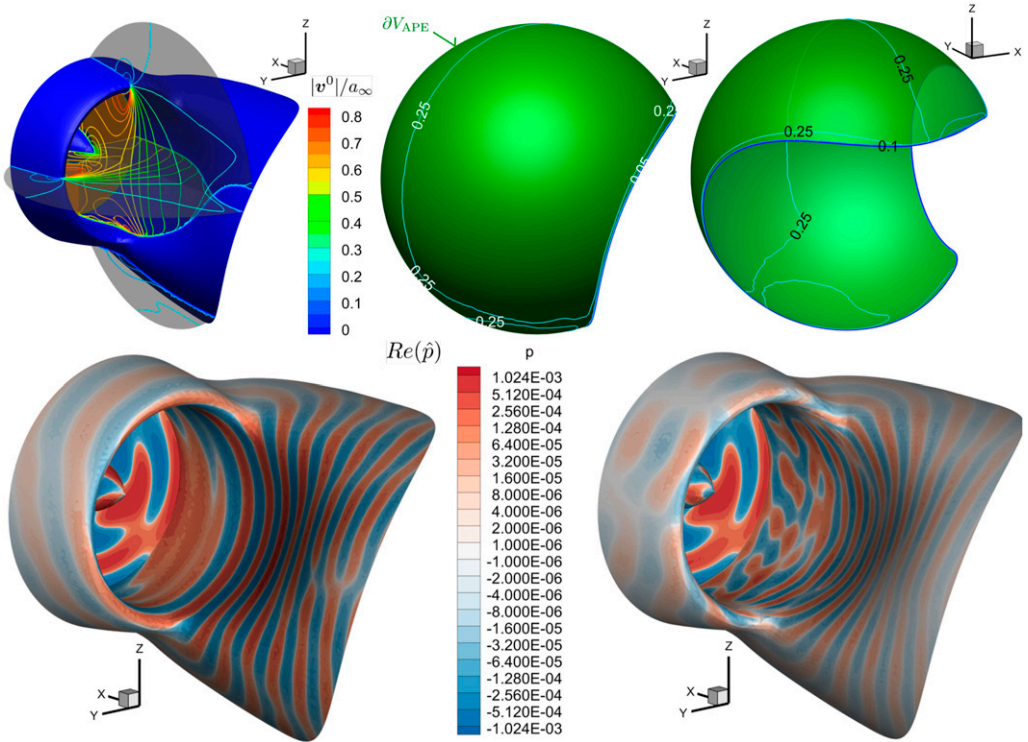 Z
X
Y
|v⁰|/a∞
0.8
0.7
0.6
0.5
0.4
0.3
0.2
0.1
0
∂V_APE
0.25
0.25
0.25
0.05
Z
X
Y
0.25
0.25
0.1
0.25
Z
Y
X
Re(p̂)
p
1.024E-03
5.120E-04
2.560E-04
1.280E-04
6.400E-05
3.200E-05
1.600E-05
8.000E-06
4.000E-06
2.000E-06
1.000E-06
-1.000E-06
-2.000E-06
-4.000E-06
-8.000E-06
-1.600E-05
-3.200E-05
-6.400E-05
-1.280E-04
-2.560E-04
-5.120E-04
-1.024E-03
Z
X
Y
Z
X
Y